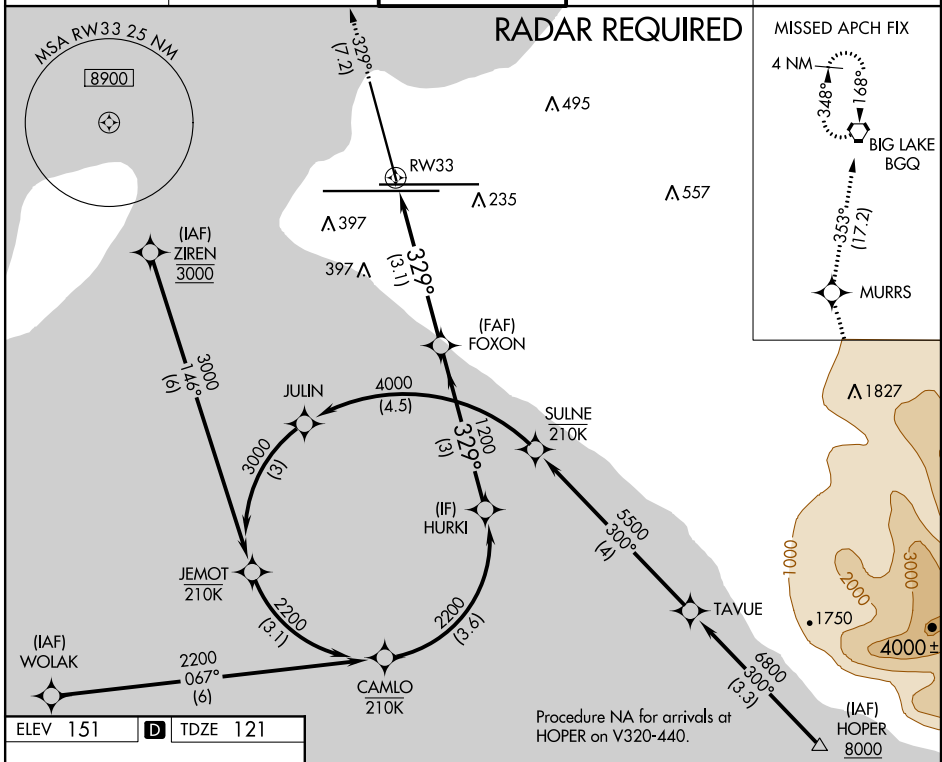 RADAR REQUIRED
MSA RW33 25 NM
8900
329°
(7.2)
MISSED APCH FIX
4 NM
348°
168°
BIG LAKE
BGQ
353°
(17.2)
MURRS
495
RW33
235
557
397
397
329°
(3.1)
(IAF)
ZIREN
3000
3000
146°
(6)
(FAF)
FOXON
JULIN
4000
(4.5)
SULNE
210K
1200
329°
(3)
3000
(3)
(IF)
HURKI
5500
300°
(4)
1827
1000
2000
3000
JEMOT
210K
2200
(3.1)
2200
(3.6)
TAVUE
1750
4000±
(IAF)
WOLAK
2200
067°
(6)
CAMLO
210K
6800
300°
(3.3)
(IAF)
HOPER
8000
Procedure NA for arrivals at
HOPER on V320-440.
ELEV 151 D TDZE 121